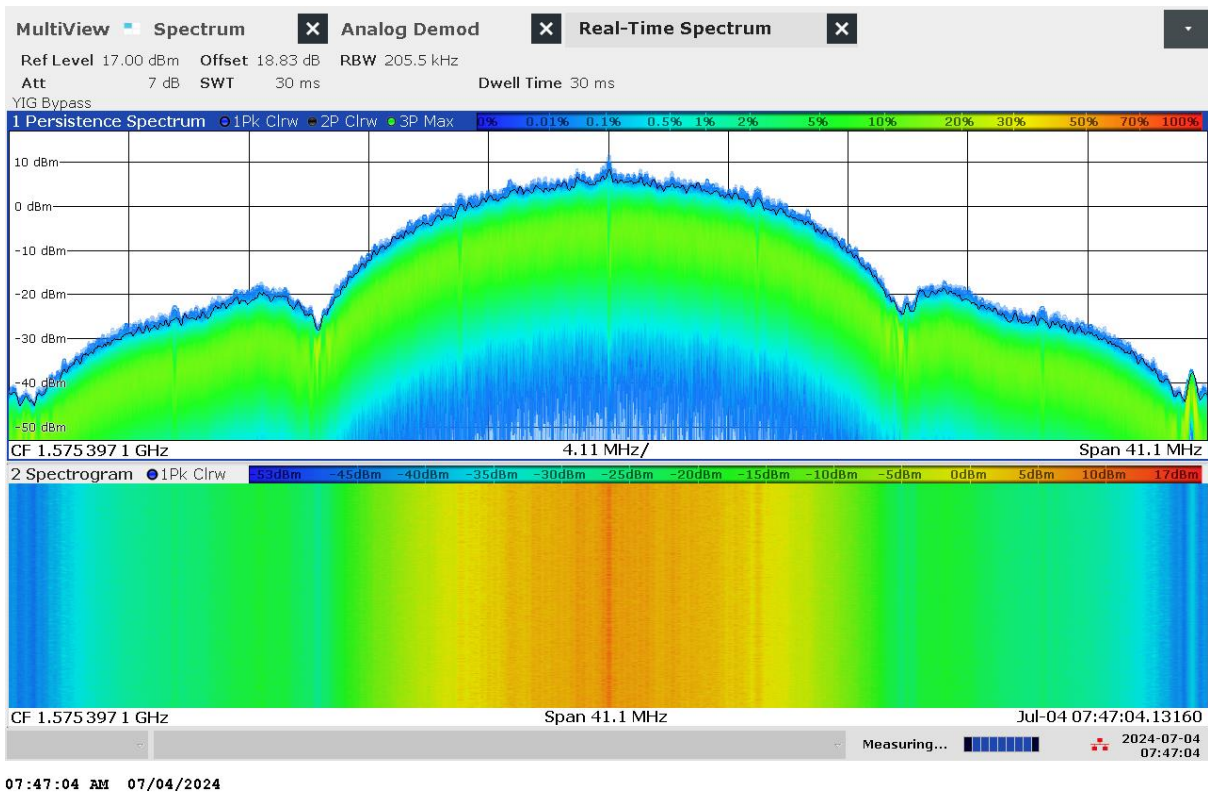 MultiView Spectrum X Analog Demod X Real-Time Spectrum X
Ref Level 17.00 dBm Offset 18.83 dB RBW 205.5 kHz
Att 7 dB SWT 30 ms Dwell Time 30 ms
YIG Bypass
1 Persistence Spectrum 1Pk Clrw 2P Clrw 3P Max 0% 0.01% 0.1% 0.5% 1% 2% 5% 10% 20% 30% 50% 70% 100%
10 dBm
0 dBm
-10 dBm
-20 dBm
-30 dBm
-40 dBm
-50 dBm
CF 1.575 397 1 GHz 4.11 MHz/ Span 41.1 MHz
2 Spectrogram 1Pk Clrw -53dBm -45dBm -40dBm -35dBm -30dBm -25dBm -20dBm -15dBm -10dBm -5dBm 0dBm 5dBm 10dBm 17dBm
CF 1.575 397 1 GHz Span 41.1 MHz Jul-04 07:47:04.13160
Measuring... 2024-07-04
07:47:04
07:47:04 AM 07/04/2024